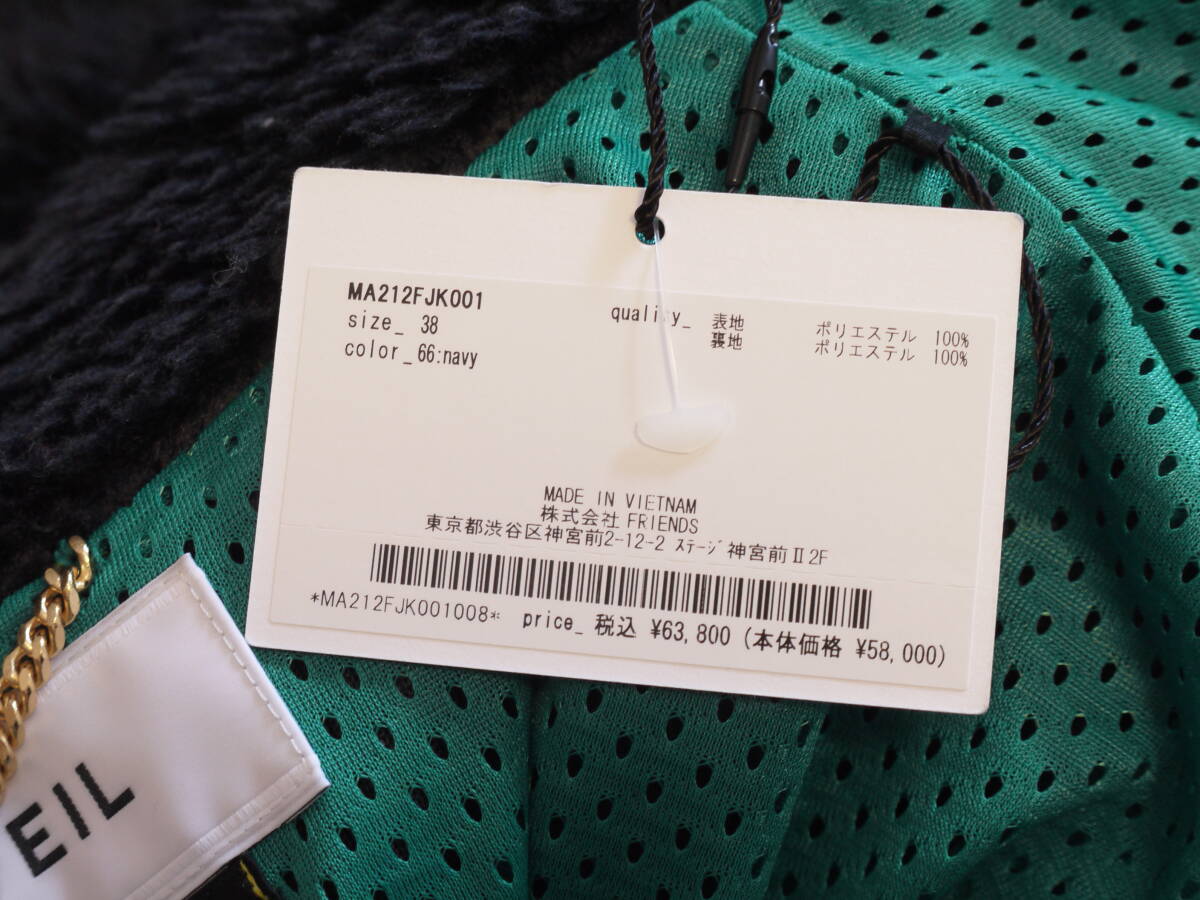 MA212FJK001
size_ 38
color_66:navy
quality_ 表地 ポリエステル 100%
裏地 ポリエステル 100%
MADE IN VIETNAM
株式会社 FRIENDS
東京都渋谷区神宮前2-12-2 ｽﾃｰｼﾞ神宮前Ⅱ2F
*MA212FJK001008* price_ 税込 ¥63,800 (本体価格 ¥58,000)
EIL